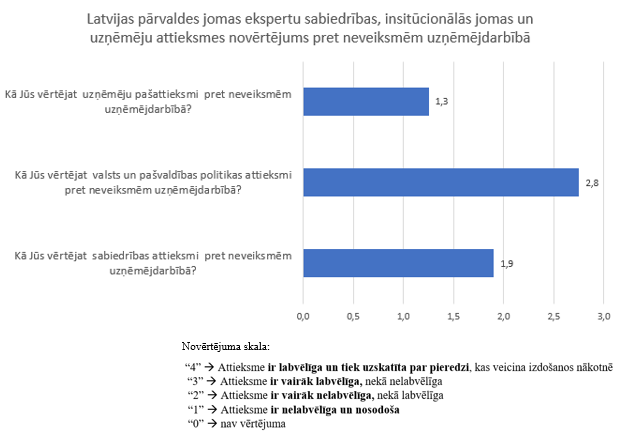 Latvijas pārvaldes jomas ekspertu sabiedrības, insitūcionālās jomas un
uzņēmēju attieksmes novērtējums pret neveiksmēm uzņēmējdarbībā
Kā Jūs vērtējat uzņēmēju pašattieksmi pret neveiksmēm
uzņēmējdarbībā?
1,3
Kā Jūs vērtējat valsts un pašvaldības politikas attieksmi
pret neveiksmēm uzņēmējdarbībā?
2,8
Kā Jūs vērtējat sabiedrības attieksmi pret neveiksmēm
uzņēmējdarbībā?
1,9
0,0 0,5 1,0 1,5 2,0 2,5 3,0
Novērtējuma skala:
“4” → Attieksme ir labvēlīga un tiek uzskatīta par pieredzi, kas veicina izdošanos nākotnē
“3” → Attieksme ir vairāk labvēlīga, nekā nelabvēlīga
“2” → Attieksme ir vairāk nelabvēlīga, nekā labvēlīga
“1” → Attieksme ir nelabvēlīga un nosodoša
“0” → nav vērtējuma